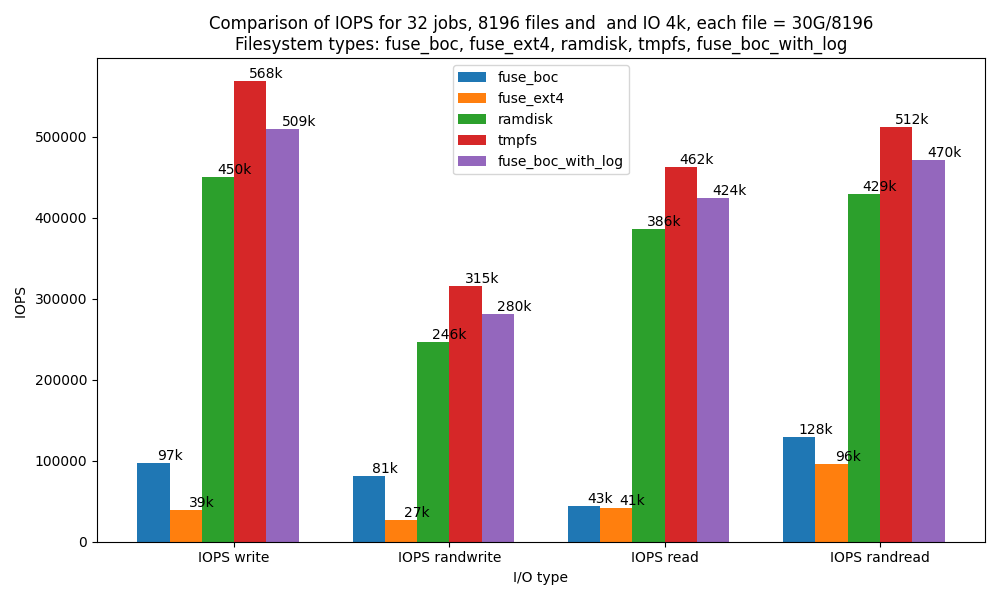 Comparison of IOPS for 32 jobs, 8196 files and  and IO 4k, each file = 30G/8196
Filesystem types: fuse_boc, fuse_ext4, ramdisk, tmpfs, fuse_boc_with_log
fuse_boc
fuse_ext4
ramdisk
tmpfs
fuse_boc_with_log
IOPS
500000
400000
300000
200000
100000
0
97k
39k
450k
568k
509k
81k
27k
246k
315k
280k
43k
41k
386k
462k
424k
128k
96k
429k
512k
470k
IOPS write
IOPS randwrite
IOPS read
IOPS randread
I/O type